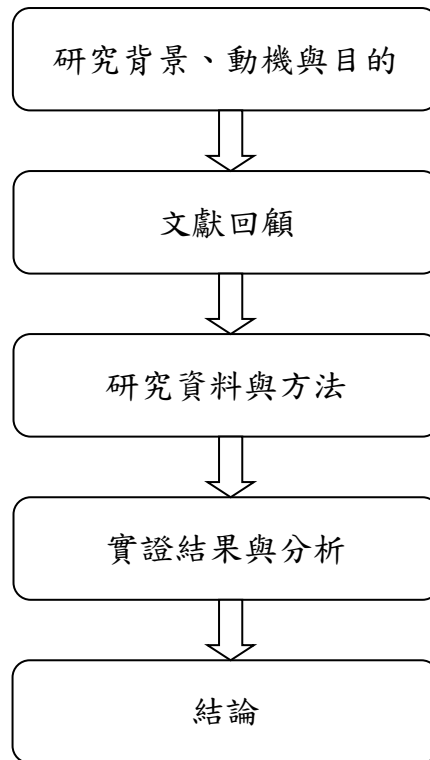 研究背景、動機與目的
文獻回顧
研究資料與方法
實證結果與分析
結論